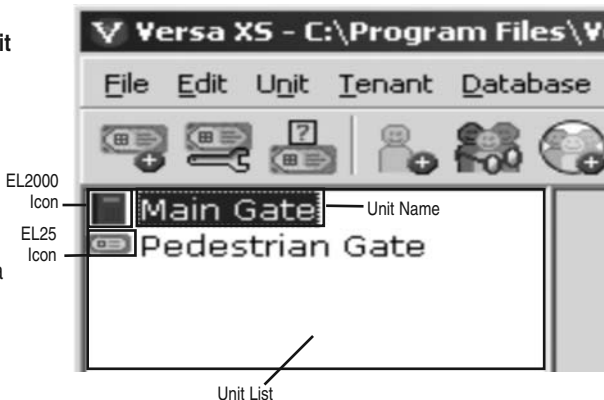 it
Versa XS - C:\Program Files\V
File Edit Unit Tenant Database
?
EL2000
Icon
Main Gate
Unit Name
EL25
Icon
Pedestrian Gate
a
Unit List